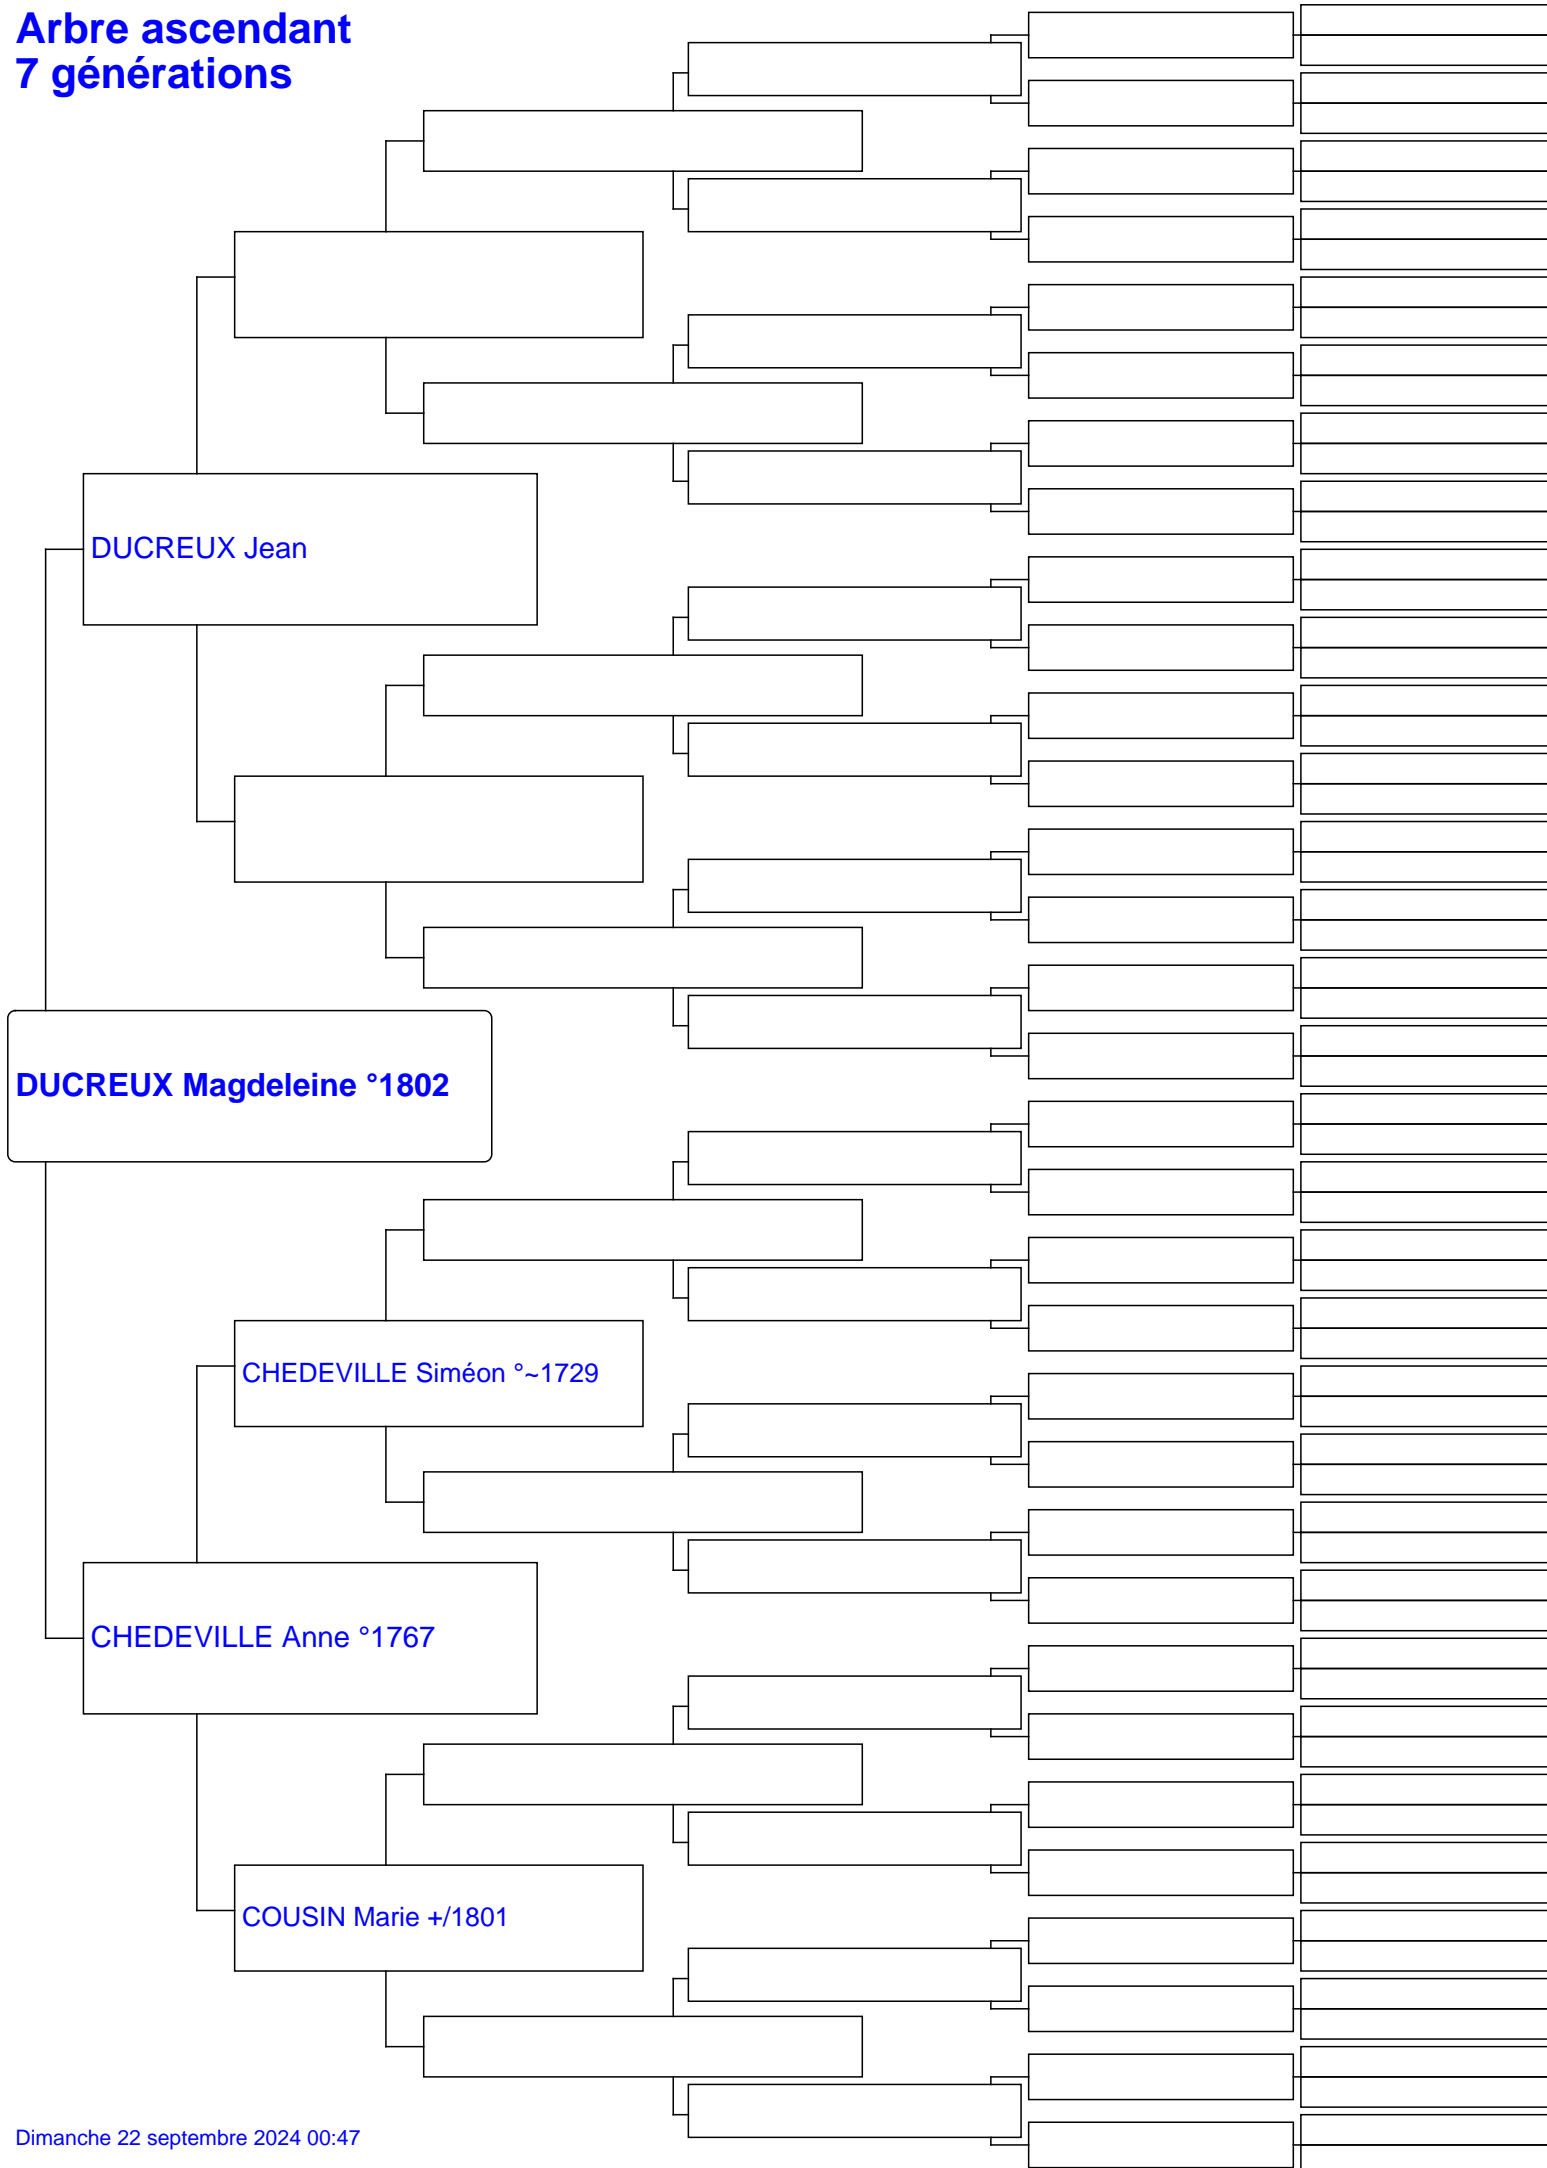 Arbre ascendant
7 générations
DUCREUX Jean
DUCREUX Magdeleine °1802
CHEDEVILLE Siméon °~1729
CHEDEVILLE Anne °1767
COUSIN Marie +/1801
Dimanche 22 septembre 2024 00:47